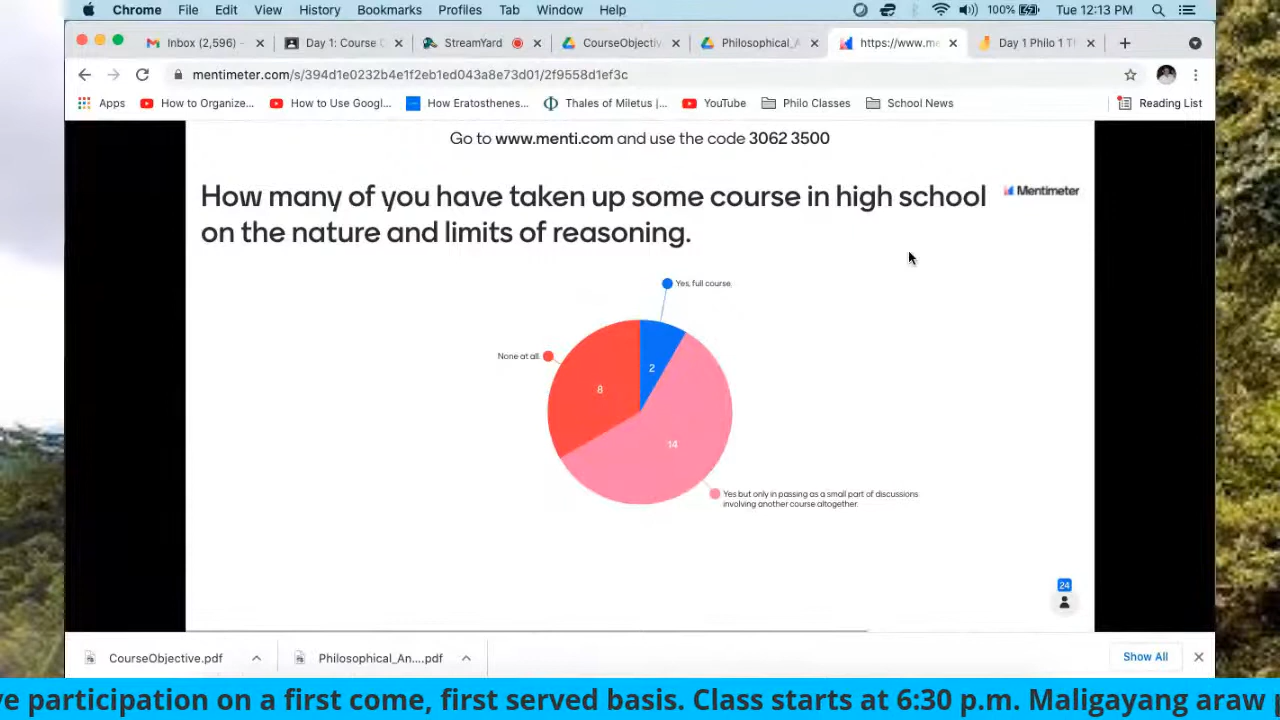 Chrome File Edit View History Bookmarks Profiles Tab Window Help 100% Tue 12:13 PM
Inbox (2,596) - Day 1: Course StreamYard CourseObjectiv Philosophical_A https://www.me Day 1 Philo 1 T
mentimeter.com/s/394d1e0232b4e1f2eb1ed043a8e73d01/2f9558d1ef3c
Apps How to Organize... How to Use Googl... How Eratosthenes... Thales of Miletus |... YouTube Philo Classes School News Reading List
Go to www.menti.com and use the code 3062 3500
How many of you have taken up some course in high school
on the nature and limits of reasoning.
Mentimeter
Yes, full course.
None at all.
2
8
14
Yes but only in passing as a small part of discussions
involving another course altogether.
24
CourseObjective.pdf Philosophical_An....pdf Show All
ve participation on a first come, first served basis. Class starts at 6:30 p.m. Maligayang araw p